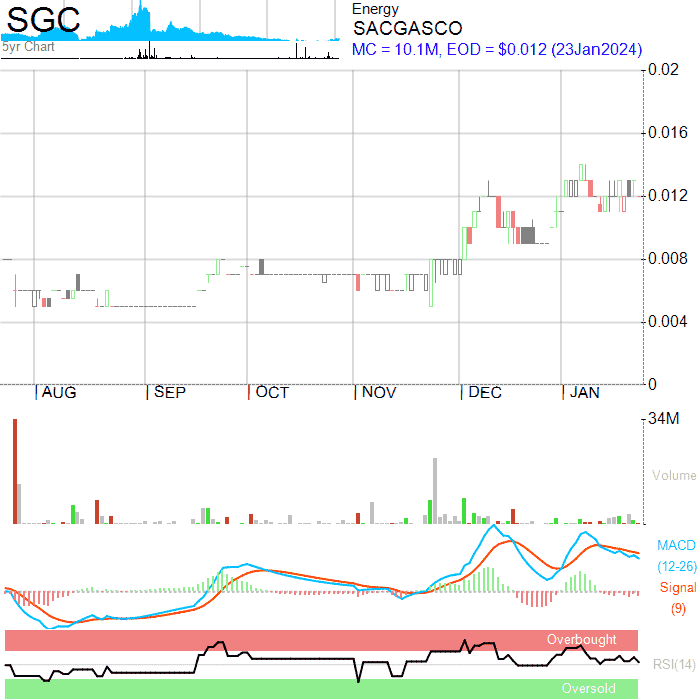 SGC
5yr Chart
Energy
SACGASCO
MC = 10.1M, EOD = $0.012 (23Jan2024)
0.02
0.016
0.012
0.008
0.004
0
AUG SEP OCT NOV DEC JAN
34M
Volume
MACD
(12-26)
Signal
(9)
Overbought
RSI(14)
Oversold